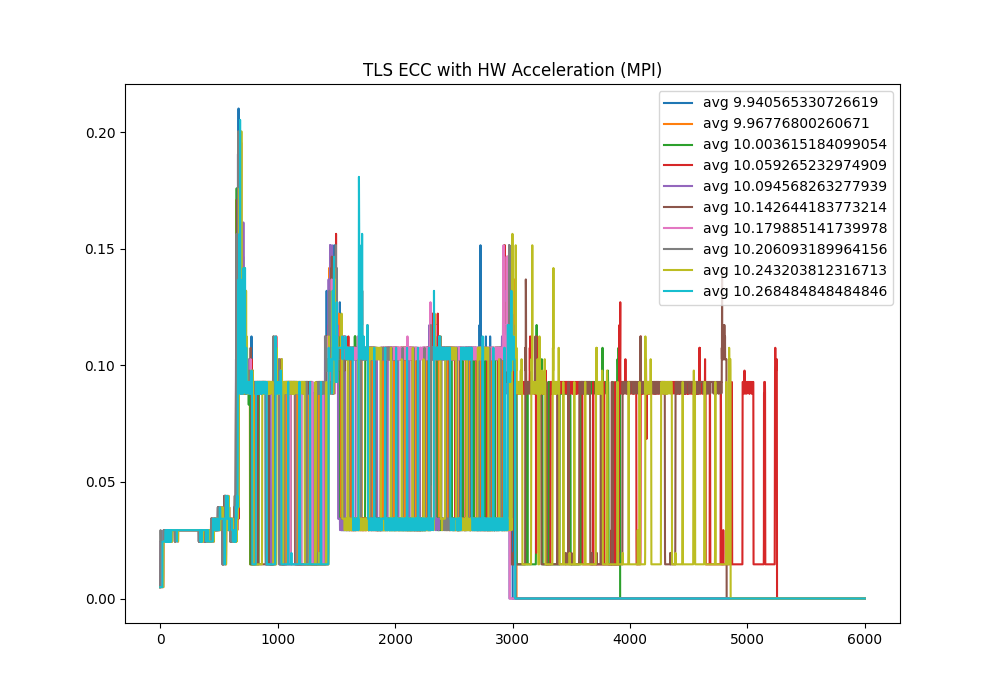 TLS ECC with HW Acceleration (MPI)
avg 9.940565330726619
avg 9.96776800260671
avg 10.003615184099054
avg 10.059265232974909
avg 10.094568263277939
avg 10.142644183773214
avg 10.179885141739978
avg 10.206093189964156
avg 10.243203812316713
avg 10.268484848484846
0.20
0.15
0.10
0.05
0.00
0 1000 2000 3000 4000 5000 6000